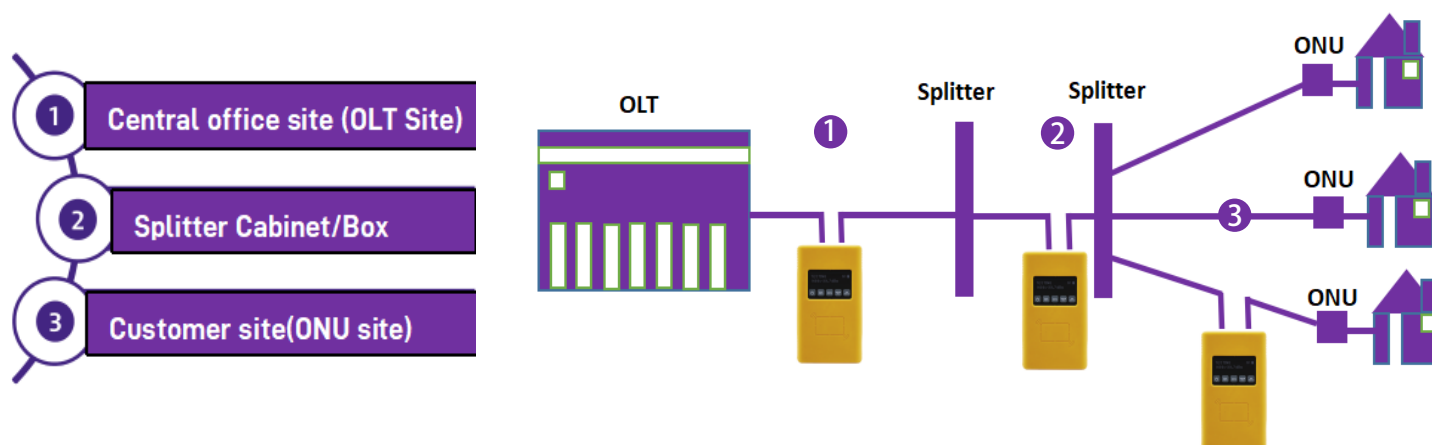 1 Central office site (OLT Site)
2 Splitter Cabinet/Box
3 Customer site(ONU site)
OLT
1
Splitter
2
Splitter
ONU
ONU
3
ONU